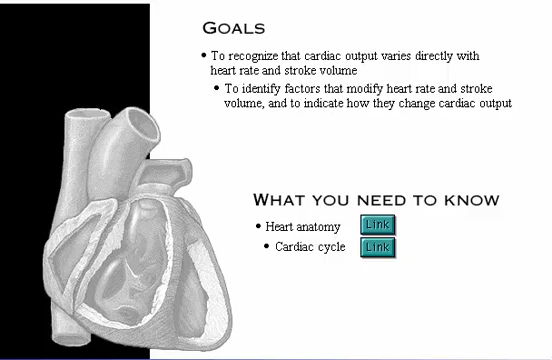 GOALS
• To recognize that cardiac output varies directly with
heart rate and stroke volume
• To identify factors that modify heart rate and stroke
volume, and to indicate how they change cardiac output
WHAT YOU NEED TO KNOW
• Heart anatomy Link
• Cardiac cycle Link